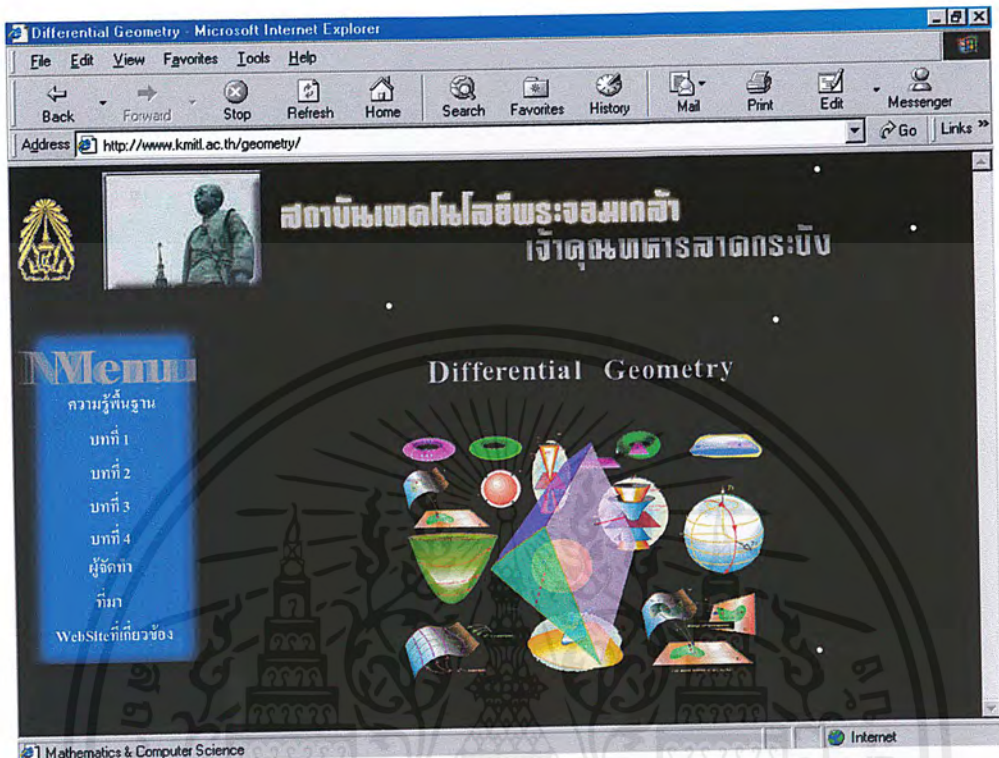 Differential Geometry - Microsoft Internet Explorer
File Edit View Favorites Tools Help
Back Forward Stop Refresh Home Search Favorites History Mail Print Edit Messenger
Address http://www.kmitl.ac.th/geometry/ Go Links »
สถาบันเทคโนโลยีพระจอมเกล้า
เจ้าคุณทหารลาดกระบัง
Differential Geometry
Menu
ความรู้พื้นฐาน
บทที่ 1
บทที่ 2
บทที่ 3
บทที่ 4
ผู้จัดทำ
ที่มา
WebSiteที่เกี่ยวข้อง
Mathematics & Computer Science Internet